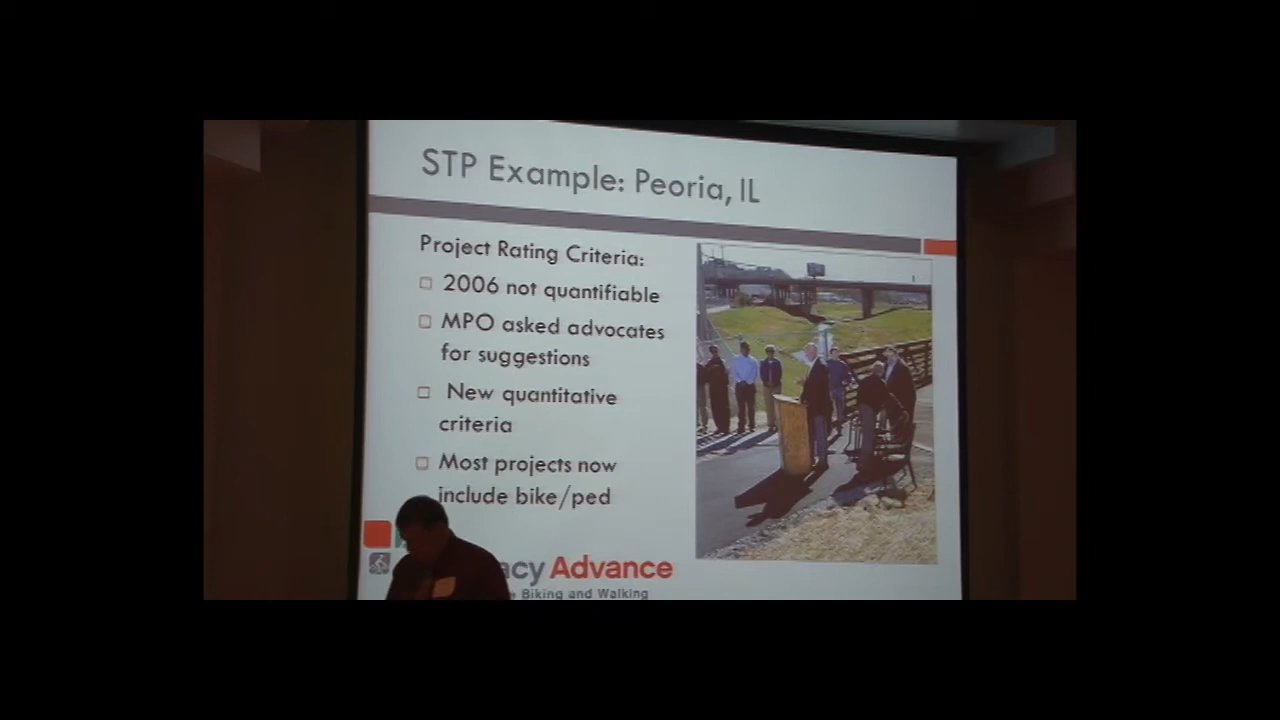 STP Example: Peoria, IL
Project Rating Criteria:
2006 not quantifiable
MPO asked advocates
for suggestions
New quantitative
criteria
Most projects now
include bike/ped
Advance
Biking and Walking